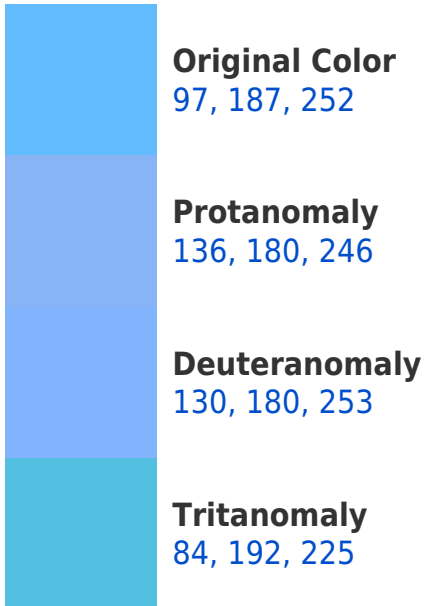 Original Color
97, 187, 252
Protanomaly
136, 180, 246
Deuteranomaly
130, 180, 253
Tritanomaly
84, 192, 225